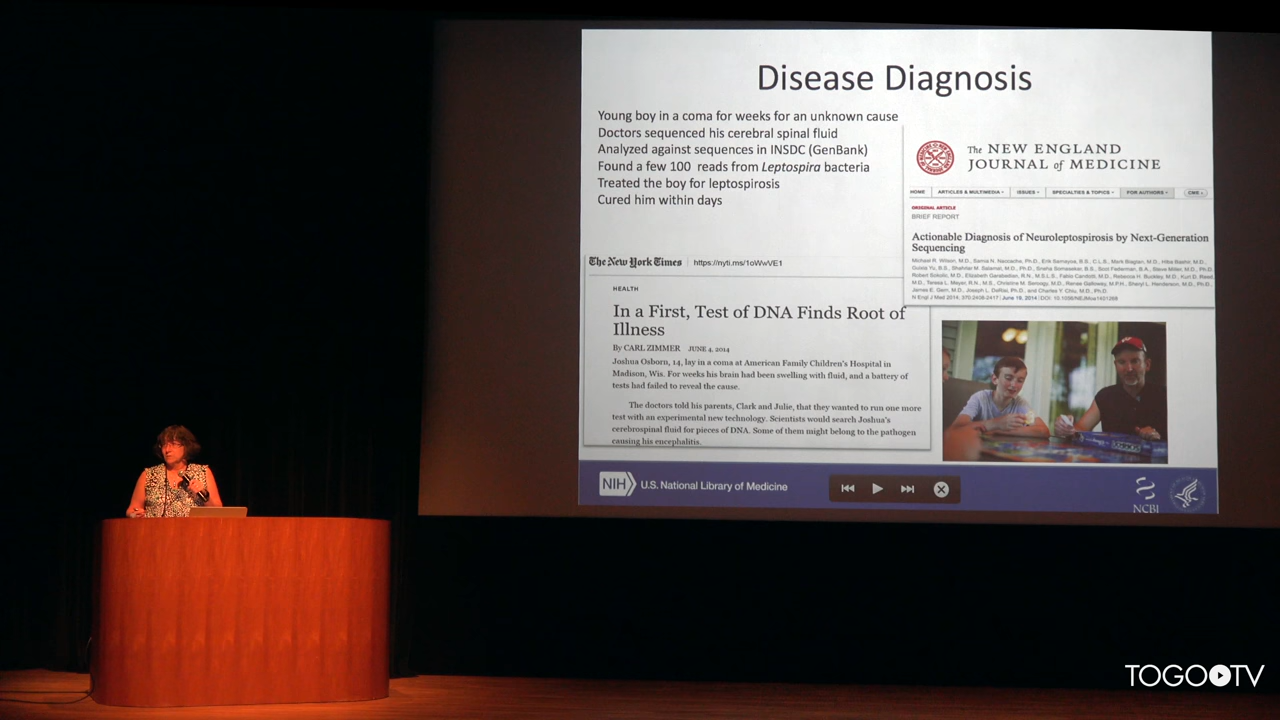 Disease Diagnosis
Young boy in a coma for weeks for an unknown cause
Doctors sequenced his cerebral spinal fluid
Analyzed against sequences in INSDC (GenBank)
Found a few 100 reads from Leptospira bacteria
Treated the boy for leptospirosis
Cured him within days
The NEW ENGLAND
JOURNAL of MEDICINE
HOME ARTICLES & MULTIMEDIA ISSUES SPECIALTIES & TOPICS FOR AUTHORS CME
ORIGINAL ARTICLE
BRIEF REPORT
Actionable Diagnosis of Neuroleptospirosis by Next-Generation
Sequencing
The New York Times https://nyti.ms/1oWwVE1
HEALTH
In a First, Test of DNA Finds Root of
Illness
By CARL ZIMMER JUNE 4, 2014
Joshua Osborn, 14, lay in a coma at American Family Children's Hospital in
Madison, Wis. For weeks his brain had been swelling with fluid, and a battery of
tests had failed to reveal the cause.
The doctors told his parents, Clark and Julie, that they wanted to run one more
test with an experimental new technology. Scientists would search Joshua's
cerebrospinal fluid for pieces of DNA. Some of them might belong to the pathogen
causing his encephalitis.
NIH U.S. National Library of Medicine
NCBI
TOGOTV